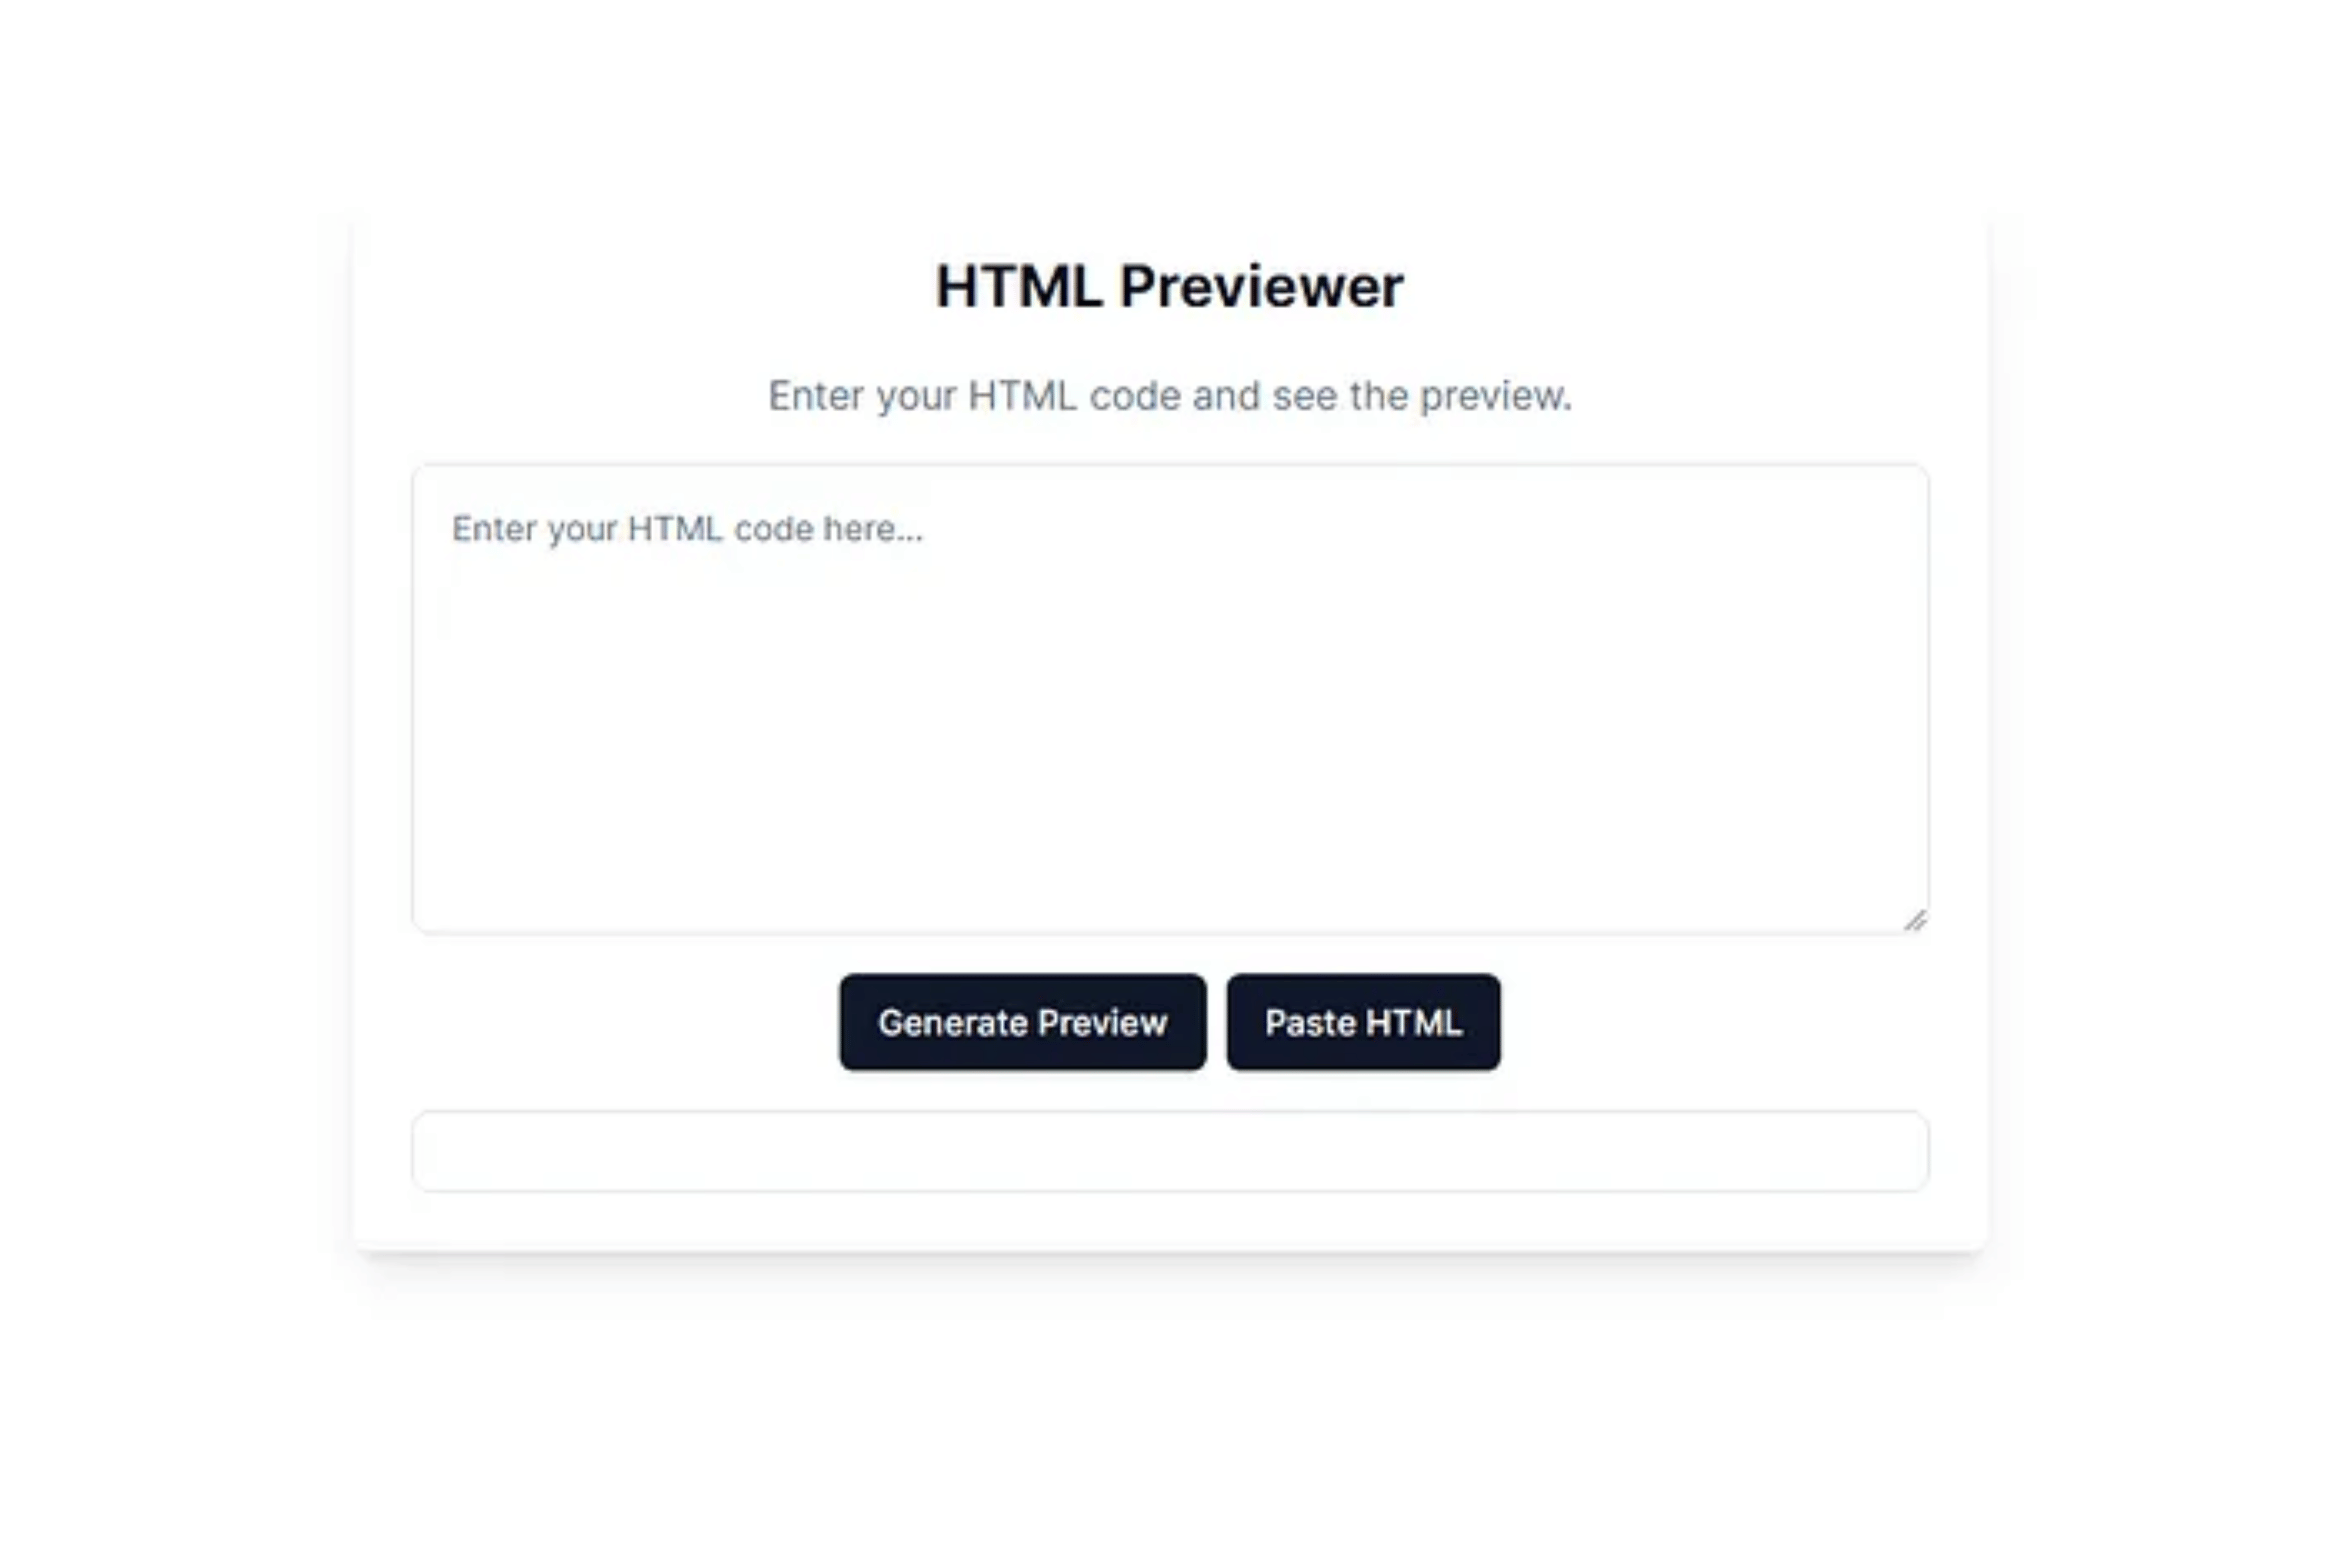 HTML Previewer
Enter your HTML code and see the preview.
Enter your HTML code here...
Generate Preview
Paste HTML